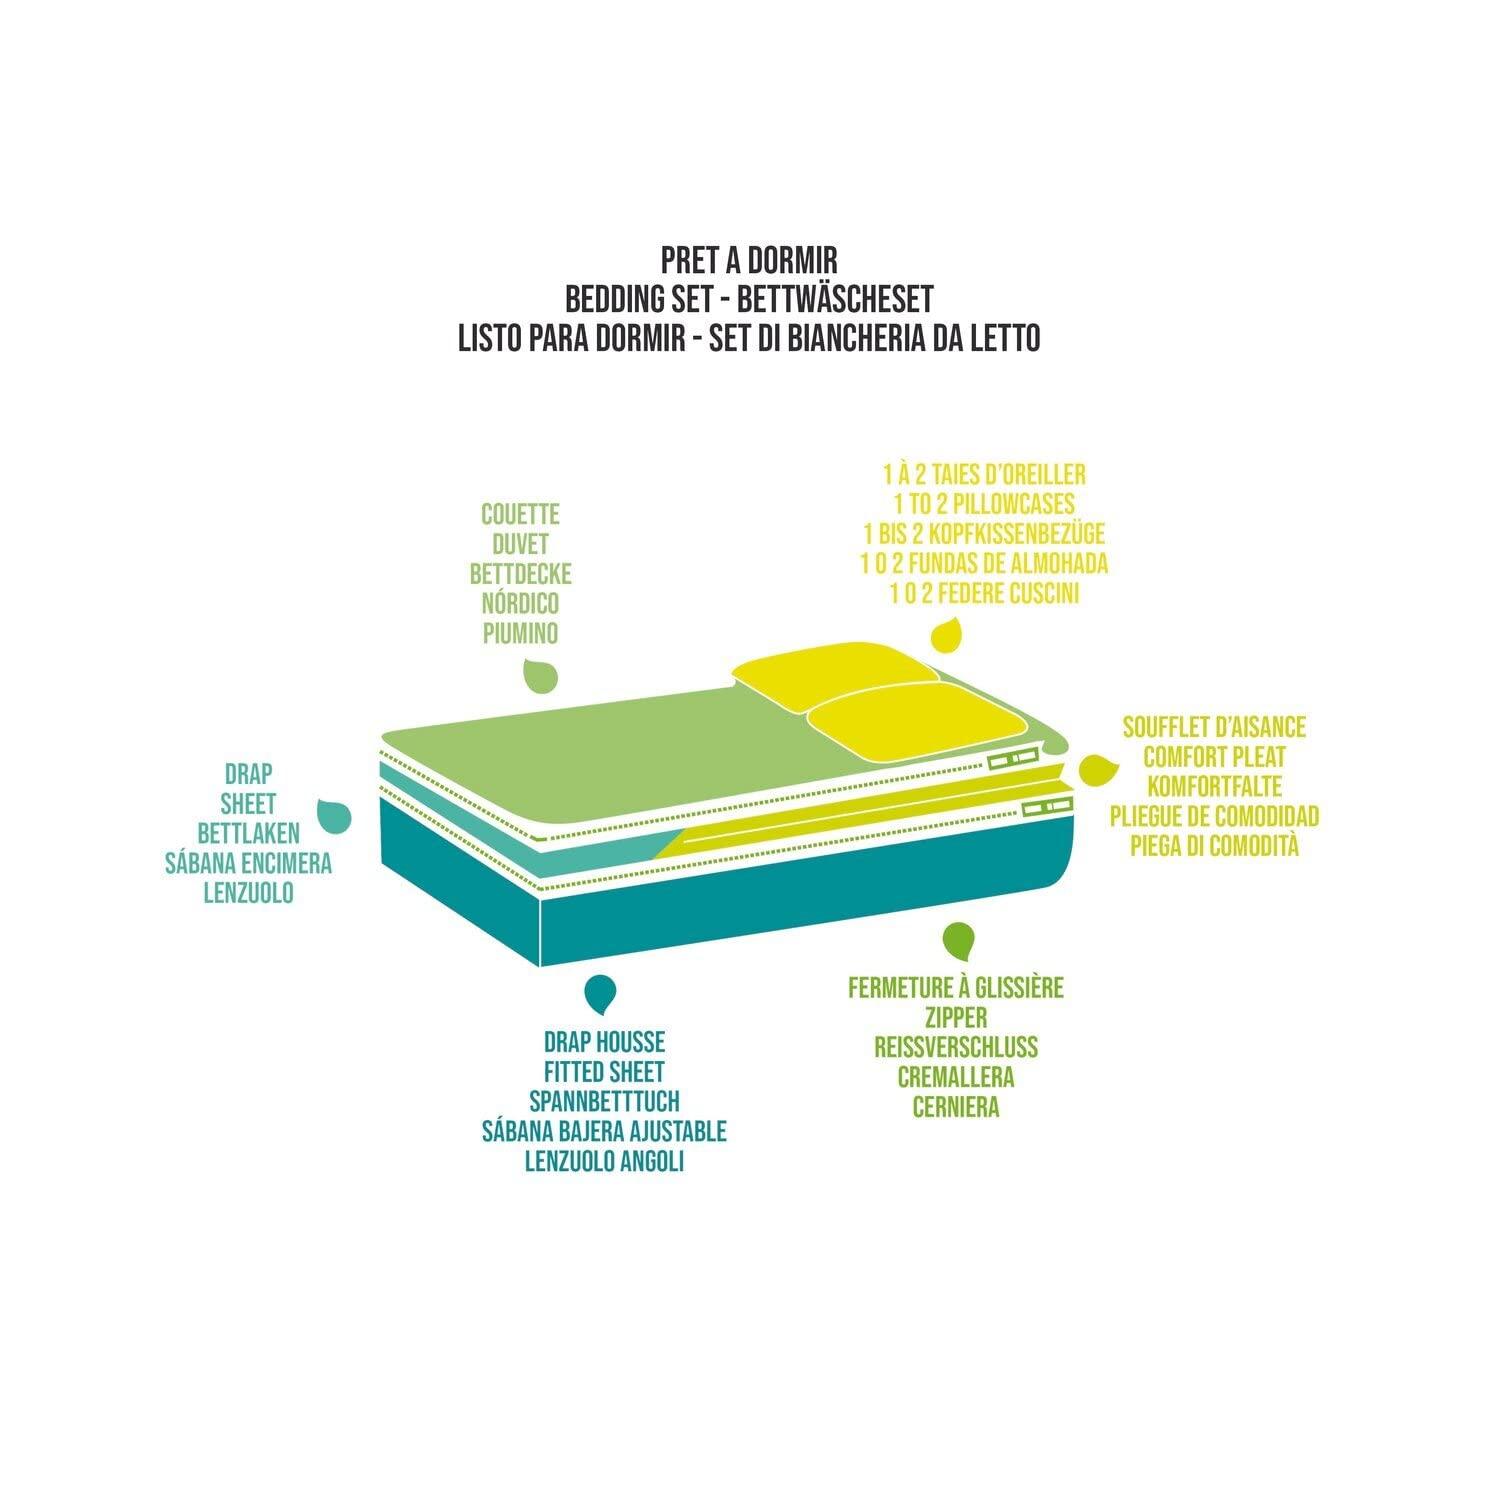 PRET A DORMIR
BEDDING SET - BETTWÄSCHESET
LISTO PARA DORMIR - SET DI BIANCHERIA DA LETTO
1 À 2 TAIES D'OREILLER
1 TO 2 PILLOWCASES
1 BIS 2 KOPFKISSENBEZÜGE
1 O 2 FUNDAS DE ALMOHADA
1 O 2 FEDERE CUSCINI
COUETTE
DUVET
BETTDECKE
NÓRDICO
PIUMINO
SOUFFLET D'AISANCE
COMFORT PLEAT
KOMFORTFALTE
PLIEGUE DE COMODIDAD
PIEGA DI COMODITÀ
DRAP
SHEET
BETTLAKEN
SÁBANA ENCIMERA
LENZUOLO
FERMETURE À GLISSIÈRE
ZIPPER
REISSVERSCHLUSS
CREMALLERA
CERNIERA
DRAP HOUSSE
FITTED SHEET
SPANNBETTTUCH
SÁBANA BAJERA AJUSTABLE
LENZUOLO ANGOLI